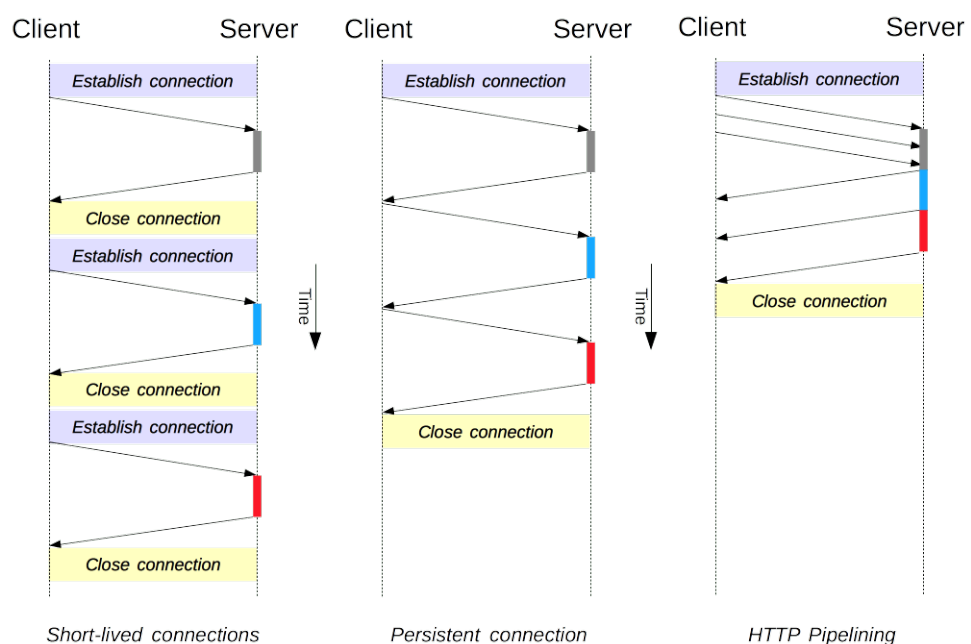 Client Server
Establish connection
Close connection
Establish connection
Close connection
Establish connection
Close connection
Short-lived connections
Time
Client Server
Establish connection
Close connection
Persistent connection
Time
Client Server
Establish connection
Close connection
HTTP Pipelining